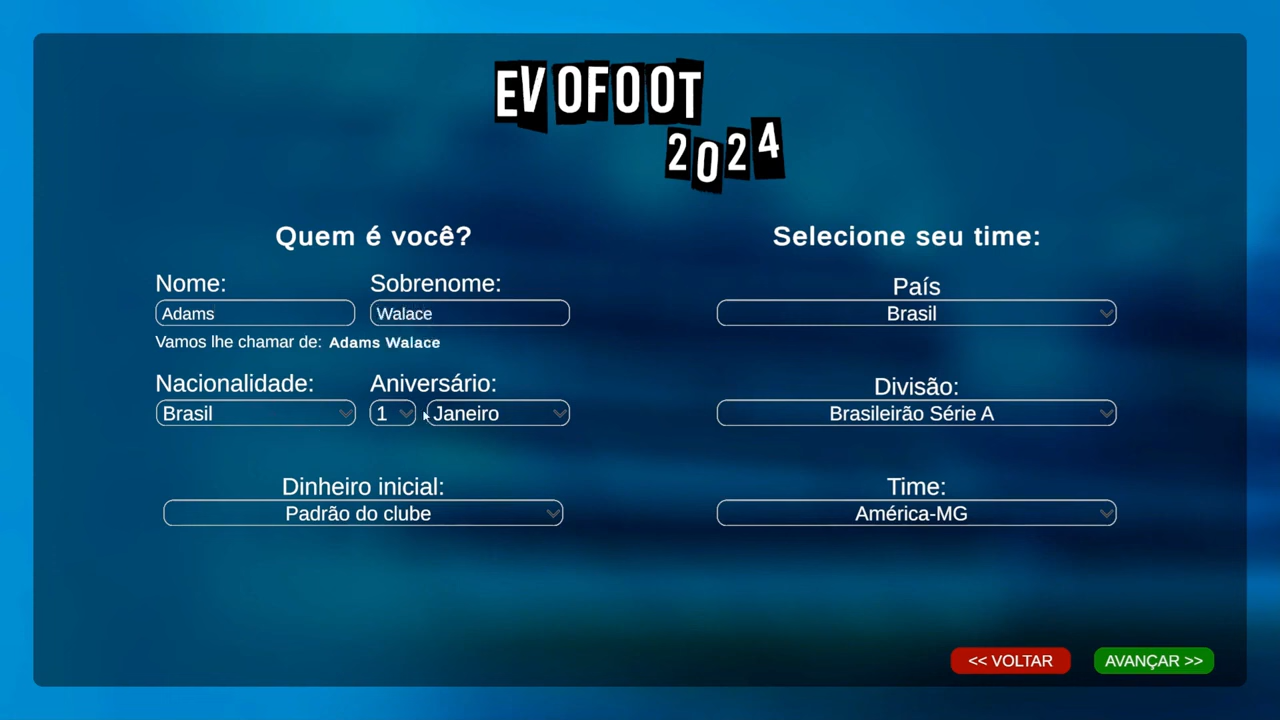 EVOFOOT
2024
Quem é você?
Nome:
Sobrenome:
Adams
Walace
Vamos lhe chamar de: Adams Walace
Nacionalidade:
Aniversário:
Brasil
1
Janeiro
Dinheiro inicial:
Padrão do clube
Selecione seu time:
País
Brasil
Divisão:
Brasileirão Série A
Time:
América-MG
<< VOLTAR
AVANÇAR >>